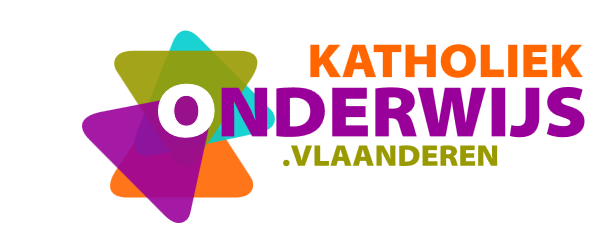 KATHOLIEK
ONDERWIJS
.VLAANDEREN